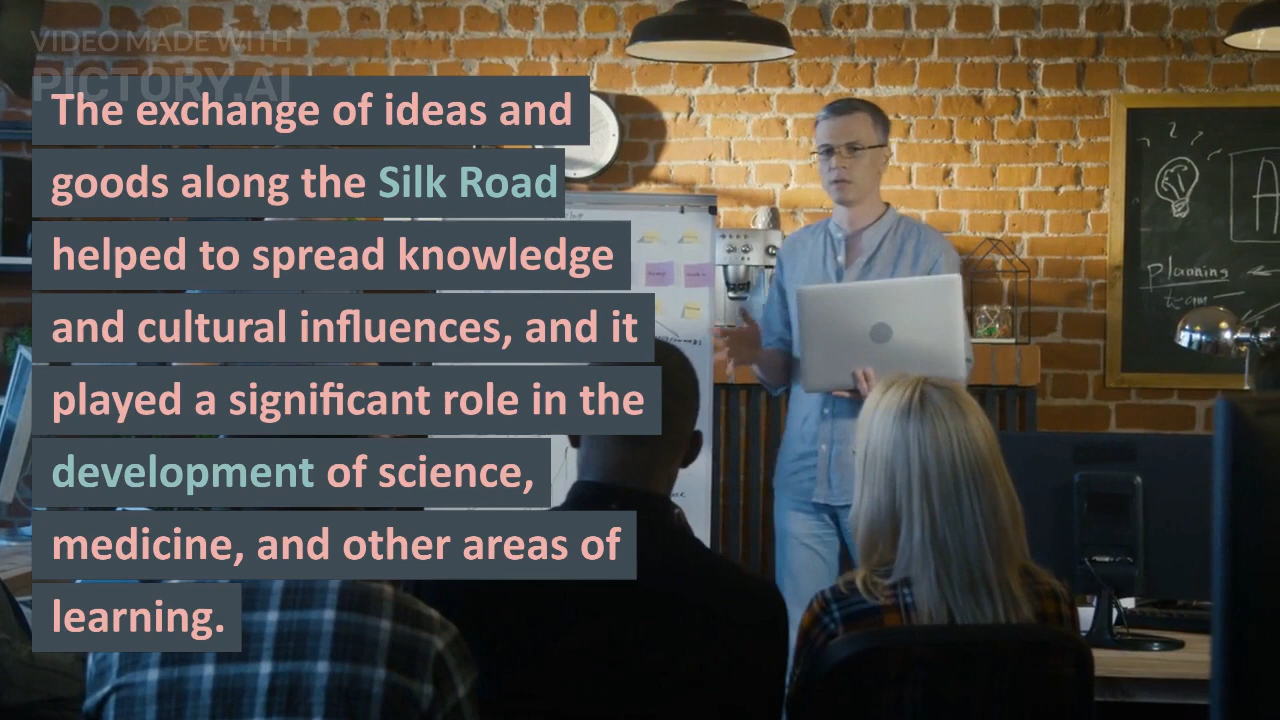 VIDEO MADE WITH
PICTORY.AI
The exchange of ideas and
goods along the Silk Road
helped to spread knowledge
and cultural influences, and it
played a significant role in the
development of science,
medicine, and other areas of
learning.
?
A
planning
team